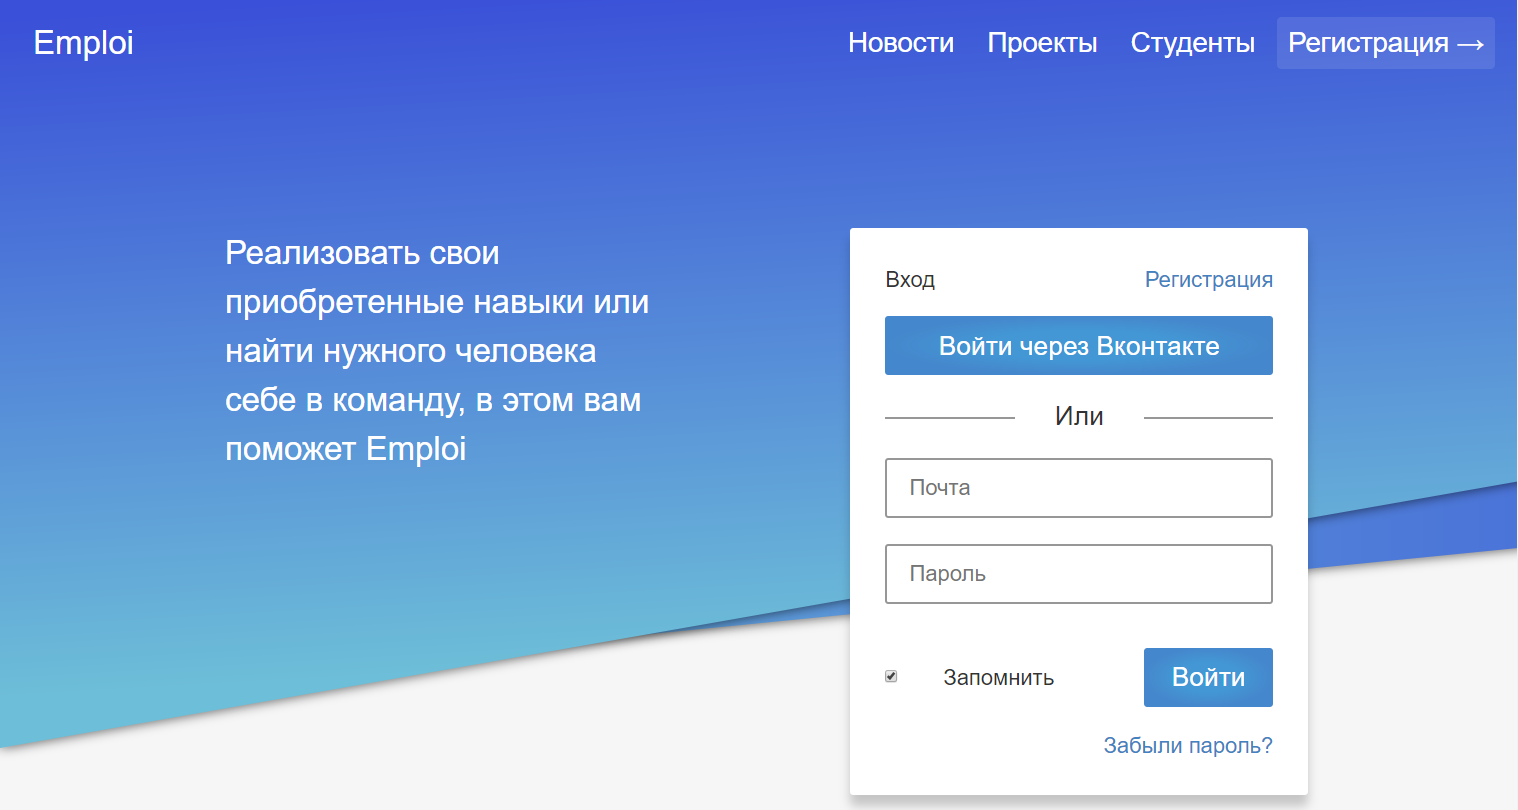 Emploi
Новости
Проекты
Студенты
Регистрация →
Реализовать свои
приобретенные навыки или
найти нужного человека
себе в команду, в этом вам
поможет Emploi
Вход
Регистрация
Войти через Вконтакте
Или
Почта
Пароль
Запомнить
Войти
Забыли пароль?